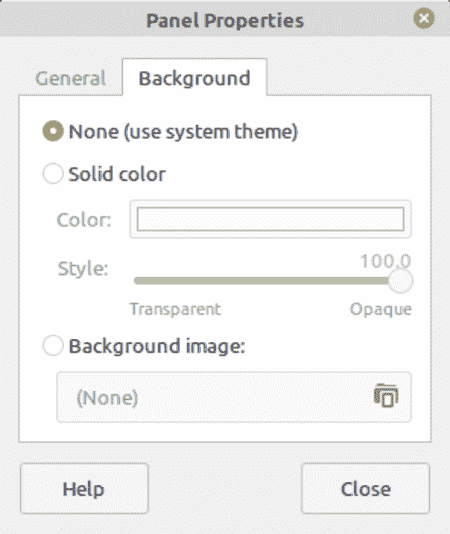 Panel Properties
General Background
None (use system theme)
Solid color
Color:
100.0
Style:
Transparent Opaque
Background image:
(None)
Help Close